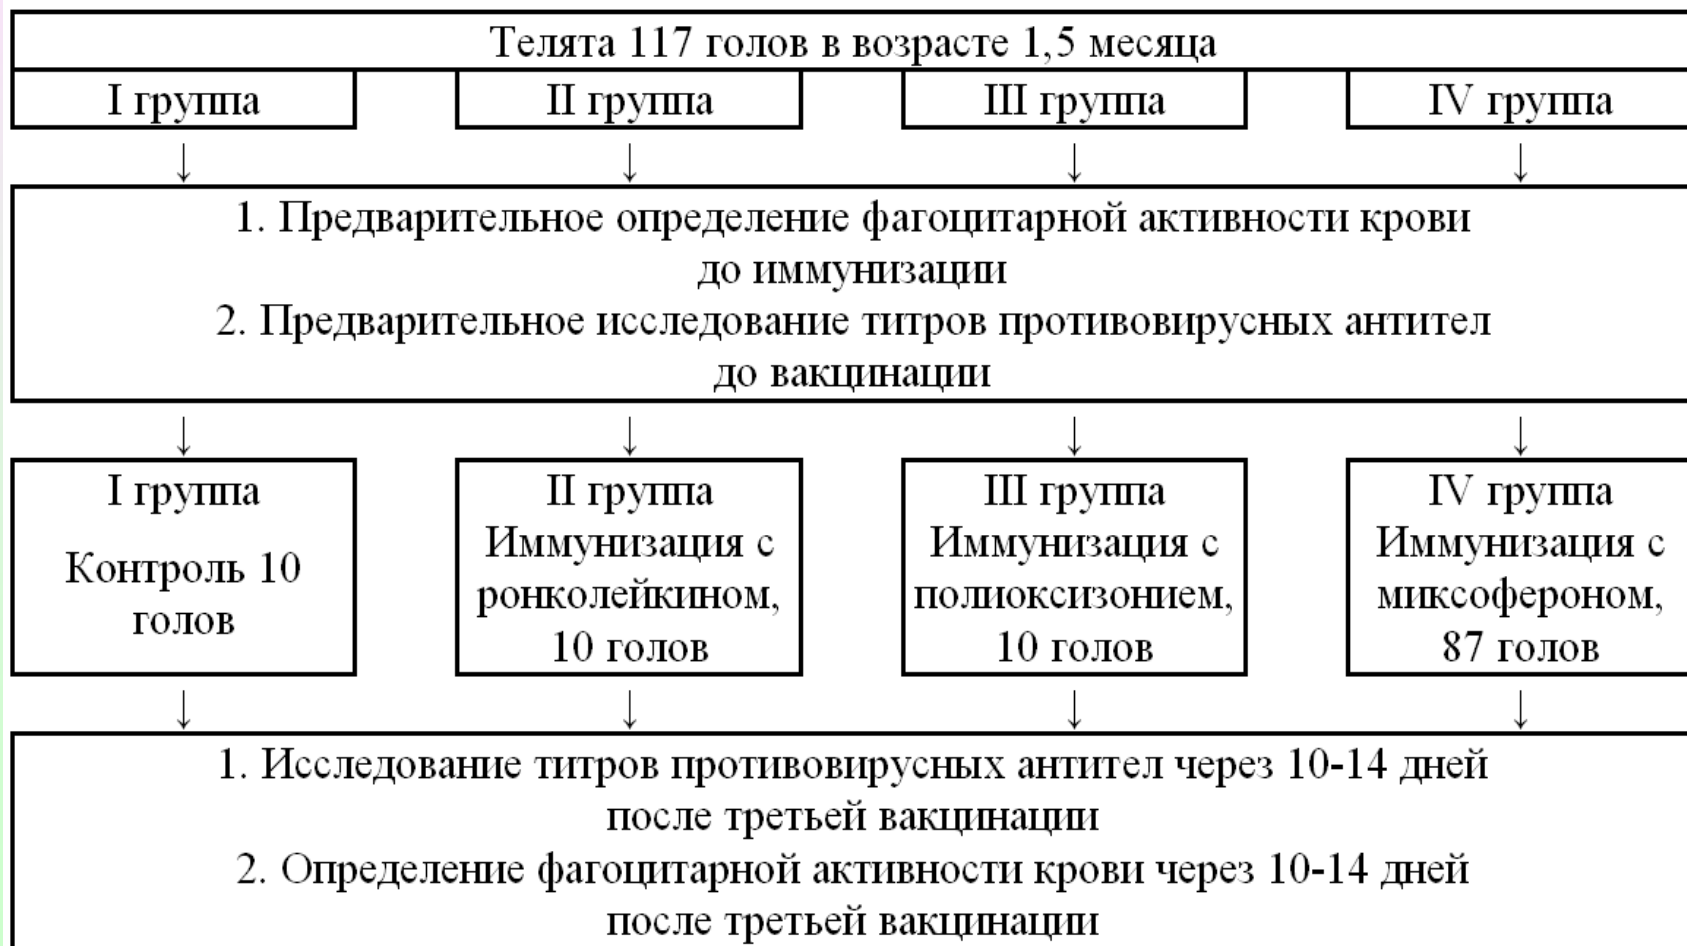 Телята 117 голов в возрасте 1,5 месяца
I группа
II группа
III группа
IV группа
1. Предварительное определение фагоцитарной активности крови
до иммунизации
2. Предварительное исследование титров противовирусных антител
до вакцинации
I группа
Контроль 10
голов
II группа
Иммунизация с
ронколейкином,
10 голов
III группа
Иммунизация с
полиоксизонием,
10 голов
IV группа
Иммунизация с
миксофероном,
87 голов
1. Исследование титров противовирусных антител через 10-14 дней
после третьей вакцинации
2. Определение фагоцитарной активности крови через 10-14 дней
после третьей вакцинации